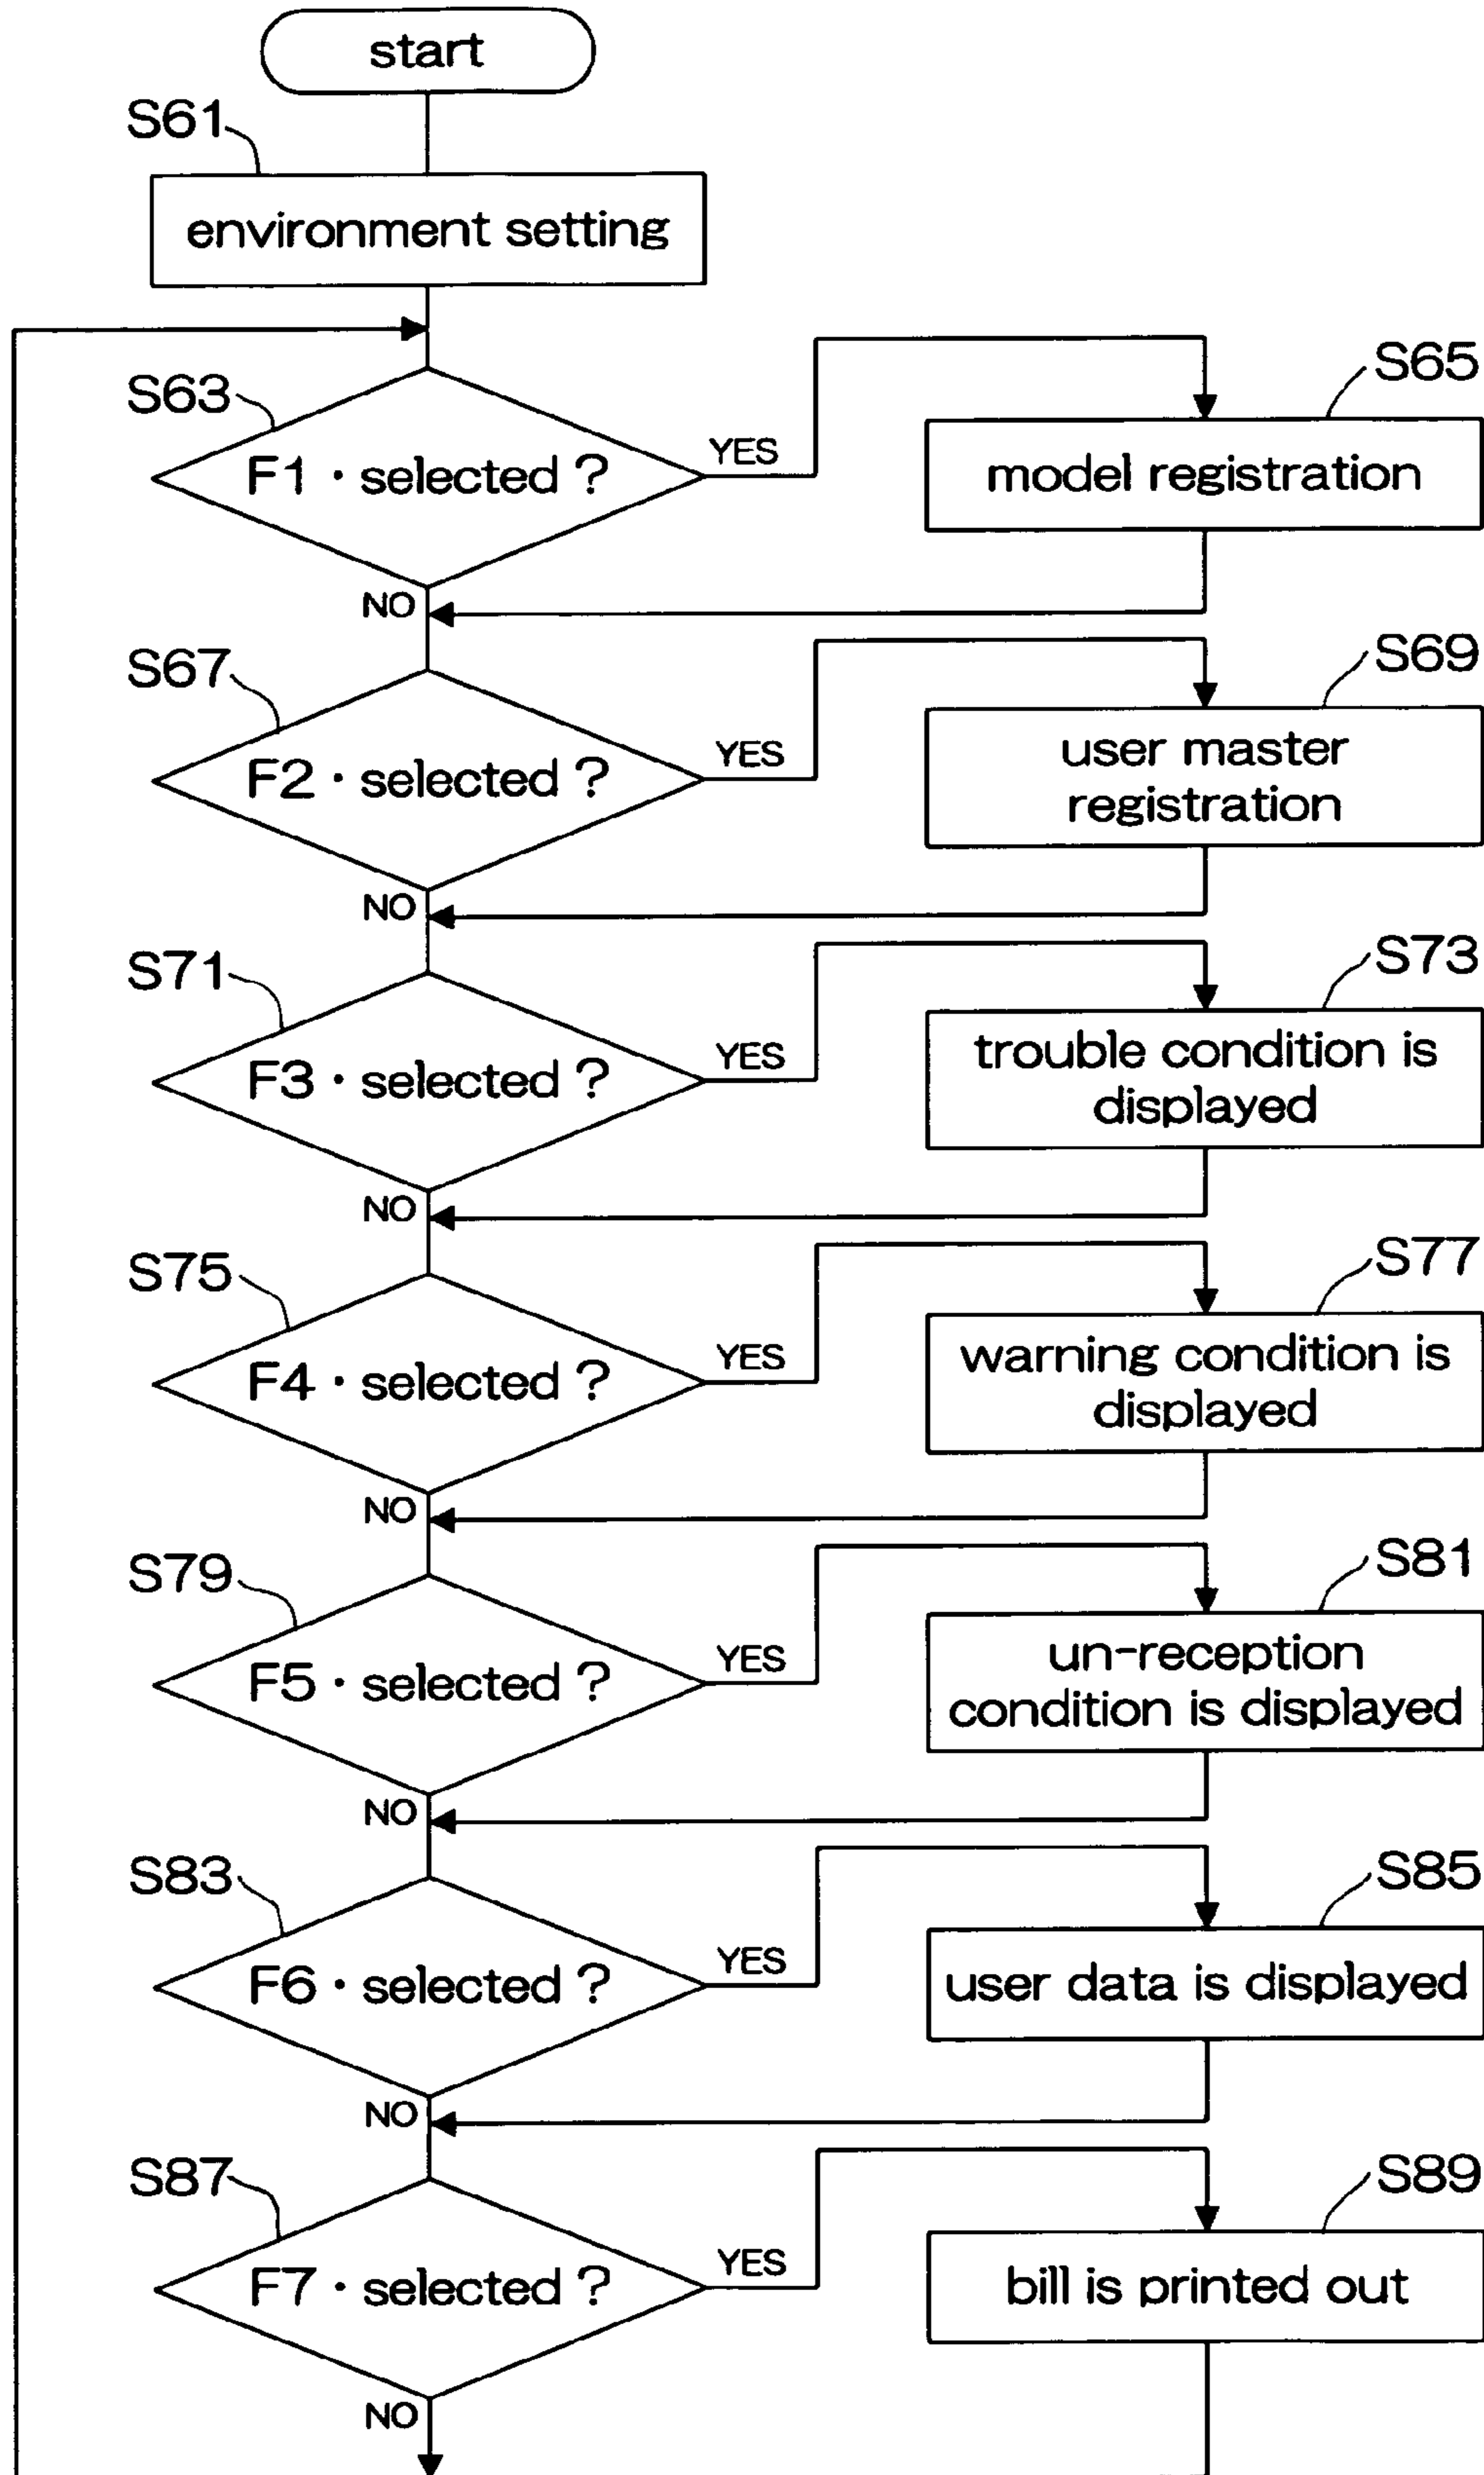 start
S61
environment setting
S63
F1・selected ?
YES
S65
model registration
NO
S67
F2・selected ?
YES
S69
user master
registration
NO
S71
F3・selected ?
YES
S73
trouble condition is
displayed
NO
S75
F4・selected ?
YES
S77
warning condition is
displayed
NO
S79
F5・selected ?
YES
S81
un-reception
condition is displayed
NO
S83
F6・selected ?
YES
S85
user data is displayed
NO
S87
F7・selected ?
YES
S89
bill is printed out
NO